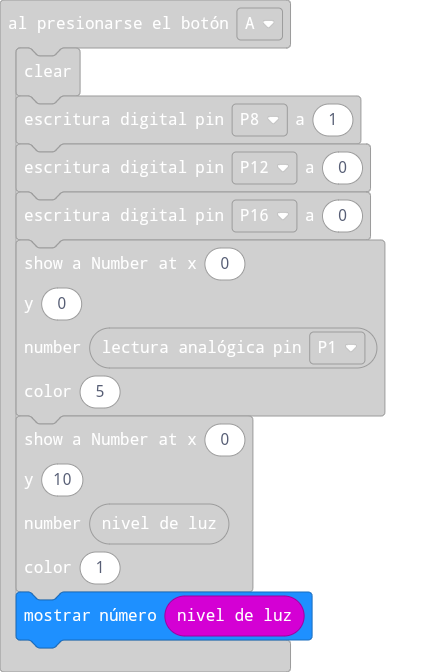 al presionarse el botón A
clear
escritura digital pin P8 a 1
escritura digital pin P12 a 0
escritura digital pin P16 a 0
show a Number at x 0
y 0
number lectura analógica pin P1
color 5
show a Number at x 0
y 10
number nivel de luz
color 1
mostrar número nivel de luz